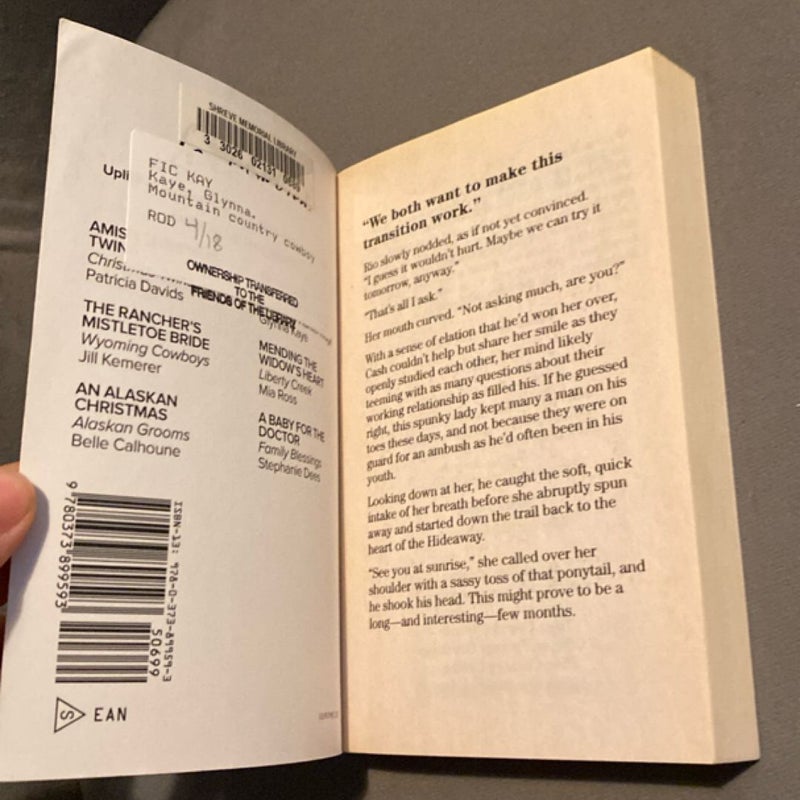 SHREVE MEMORIAL LIBRARY
3 3026 02131
FIC KAY
Kaye, Glynna.
Mountain country cowboy
ROD 4/18
Upli
OWNERSHIP TRANSFERRED
TO THE
FRIENDS OF THE LIBRARY
AMIS
TWIN
Christmas Twin
Patricia Davids
THE RANCHER'S
MISTLETOE BRIDE
Wyoming Cowboys
Jill Kemerer
AN ALASKAN
CHRISTMAS
Alaskan Grooms
Belle Calhoune
Glynna Kaye
MENDING THE
WIDOW'S HEART
Liberty Creek
Mia Ross
A BABY FOR THE
DOCTOR
Family Blessings
Stephanie Dees
9 780373 899593
ISBN-13: 978-0-373-89959-3
50699
S EAN
“We both want to make this
transition work.”
Rio slowly nodded, as if not yet convinced.
“I guess it wouldn't hurt. Maybe we can try it
tomorrow, anyway.”
“That's all I ask.”
Her mouth curved. “Not asking much, are you?”
With a sense of elation that he'd won her over,
Cash couldn't help but share her smile as they
openly studied each other, her mind likely
teeming with as many questions about their
working relationship as filled his. If he guessed
right, this spunky lady kept many a man on his
toes these days, and not because they were on
guard for an ambush as he'd often been in his
youth.
Looking down at her, he caught the soft, quick
intake of her breath before she abruptly spun
away and started down the trail back to the
heart of the Hideaway.
“See you at sunrise,” she called over her
shoulder with a sassy toss of that ponytail, and
he shook his head. This might prove to be a
long—and interesting—few months.